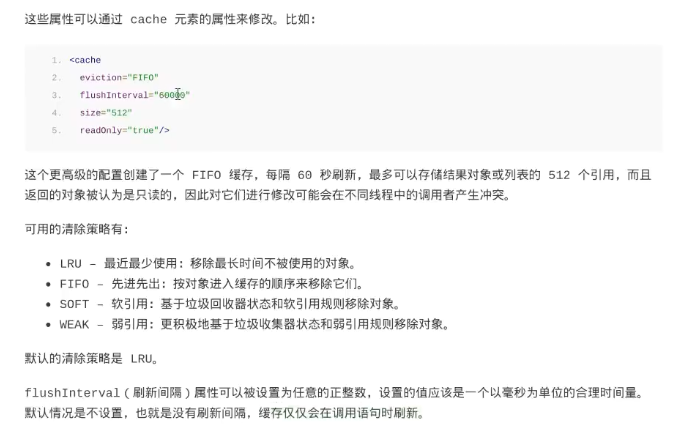 这些属性可以通过 cache 元素的属性来修改。比如:
1. <cache
2. eviction="FIFO"
3. flushInterval="60000"
4. size="512"
5. readOnly="true"/>
这个更高级的配置创建了一个 FIFO 缓存, 每隔 60 秒刷新, 最多可以存储结果对象或列表的 512 个引用, 而且
返回的对象被认为是只读的, 因此对它们进行修改可能会在不同线程中的调用者产生冲突。
可用的清除策略有:
• LRU – 最近最少使用: 移除最长时间不被使用的对象。
• FIFO – 先进先出: 按对象进入缓存的顺序来移除它们。
• SOFT – 软引用: 基于垃圾回收器状态和软引用规则移除对象。
• WEAK – 弱引用: 更积极地基于垃圾收集器状态和弱引用规则移除对象。
默认的清除策略是 LRU。
flushInterval(刷新间隔)属性可以被设置为任意的正整数, 设置的值应该是一个以毫秒为单位的合理时间量。
默认情况是不设置, 也就是没有刷新间隔, 缓存仅仅会在调用语句时刷新。